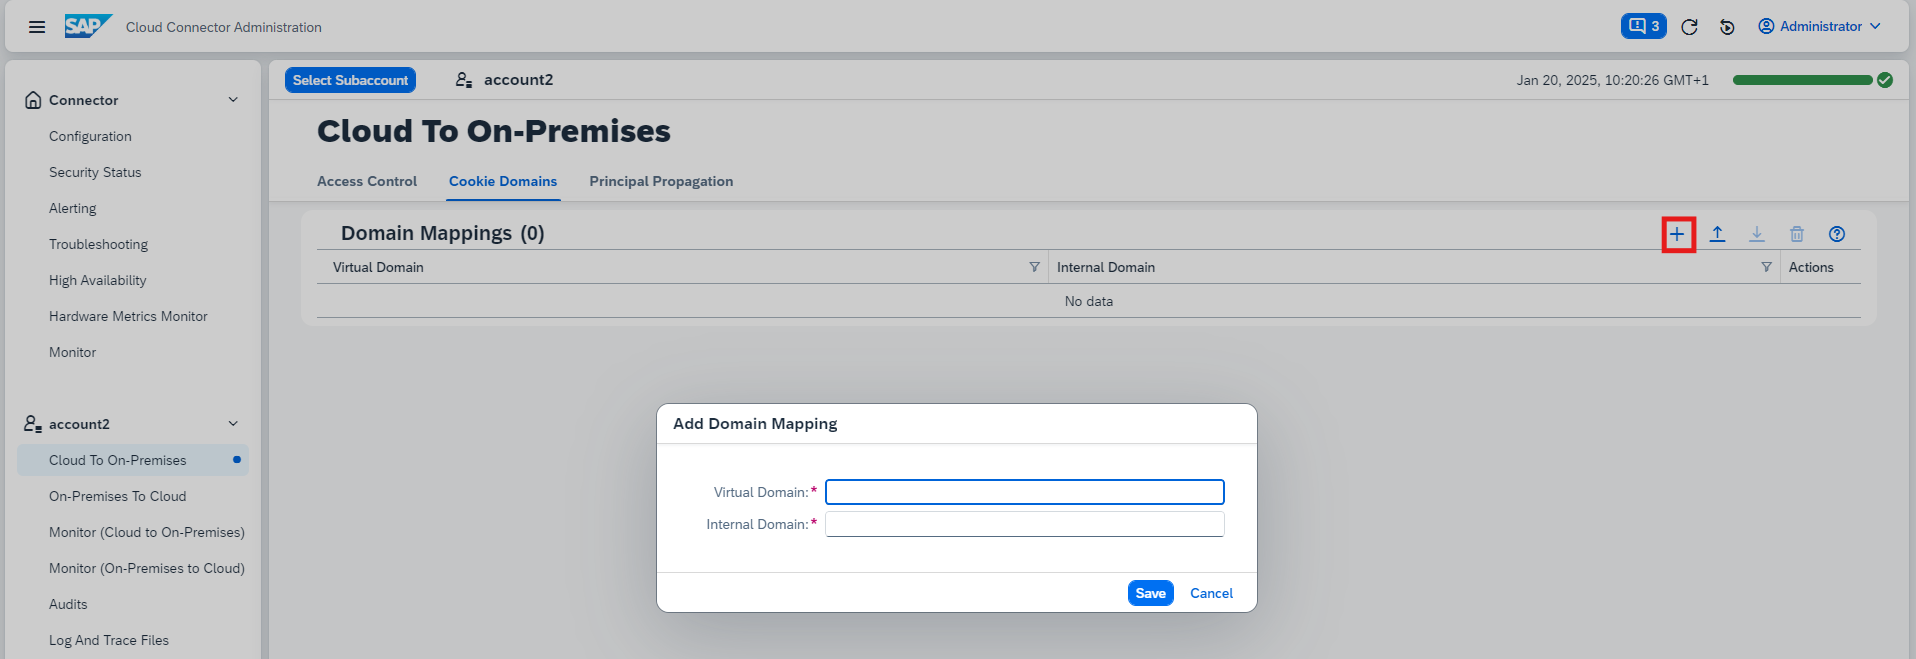 SAP Cloud Connector Administration 3 Administrator
Connector
Configuration
Security Status
Alerting
Troubleshooting
High Availability
Hardware Metrics Monitor
Monitor
account2
Cloud To On-Premises
On-Premises To Cloud
Monitor (Cloud to On-Premises)
Monitor (On-Premises to Cloud)
Audits
Log And Trace Files
Select Subaccount account2 Jan 20, 2025, 10:20:26 GMT+1
Cloud To On-Premises
Access Control Cookie Domains Principal Propagation
Domain Mappings (0)
Virtual Domain Internal Domain Actions
No data
Add Domain Mapping
Virtual Domain:*
Internal Domain:*
Save Cancel